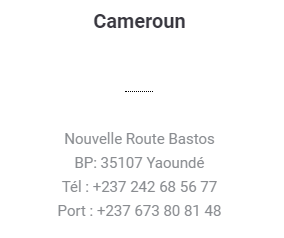 Cameroun
Nouvelle Route Bastos
BP: 35107 Yaoundé
Tél : +237 242 68 56 77
Port : +237 673 80 81 48